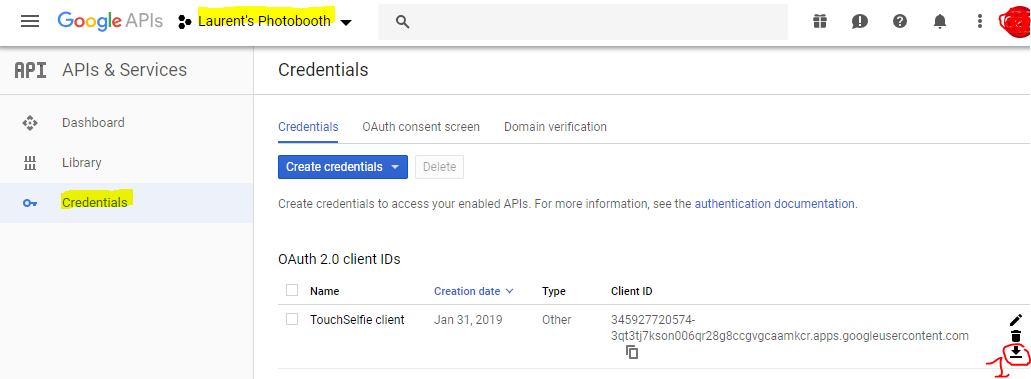 Google APIs Laurent's Photobooth
API APIs & Services Credentials
Dashboard
Library
Credentials
Credentials OAuth consent screen Domain verification
Create credentials Delete
Create credentials to access your enabled APIs. For more information, see the authentication documentation.
OAuth 2.0 client IDs
Name Creation date Type Client ID
TouchSelfie client Jan 31, 2019 Other 345927720574-
3qt3tj7kson006qr28g8ccgvgcaamkcr.apps.googleusercontent.com
1